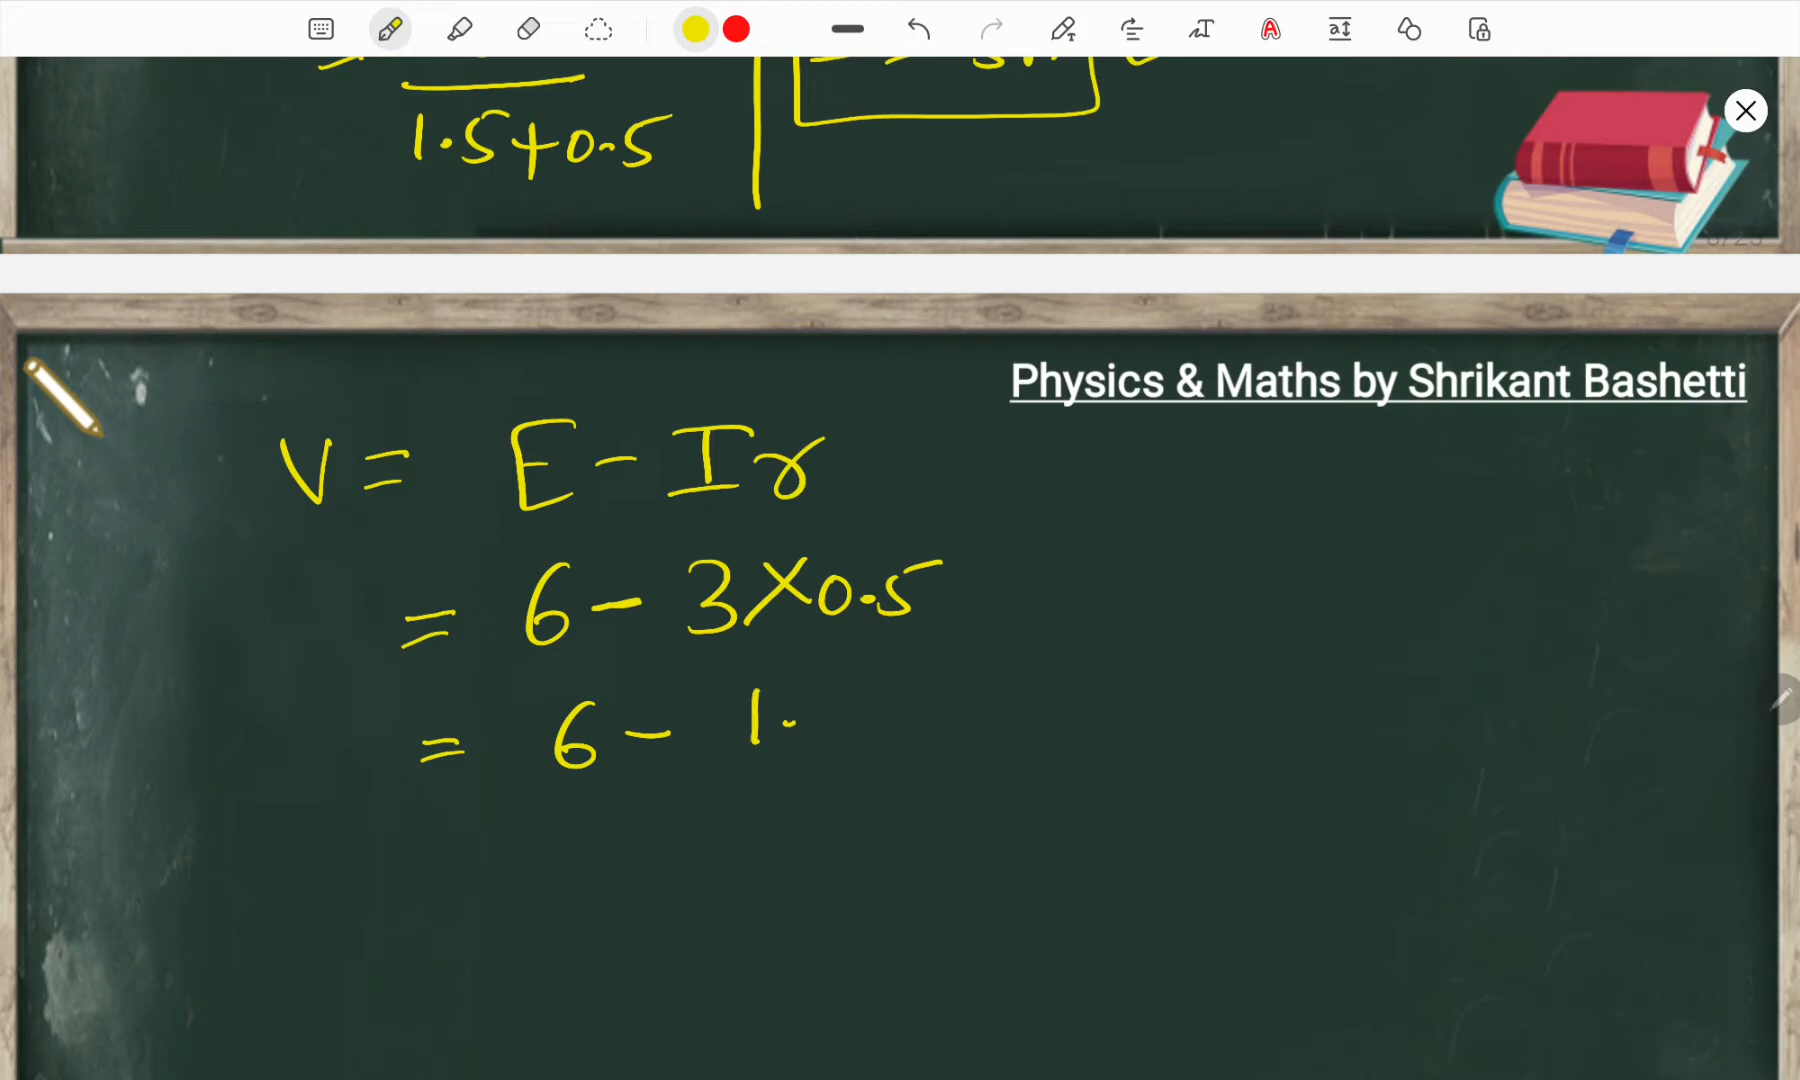 1.5+0.5
Physics & Maths by Shrikant Bashetti
V = E - Ir
= 6 - 3×0.5
= 6 - 1.